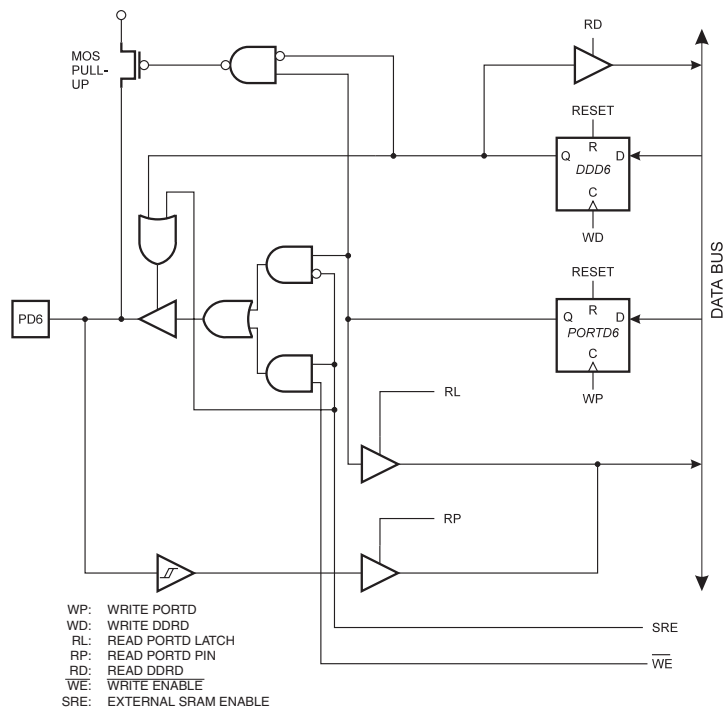 RD
MOS
PULL-
UP
RESET
R
Q
D
DDD6
C
WD
RESET
PD6
R
Q
D
PORTD6
C
WP
DATA BUS
RL
RP
SRE
WE
WP: WRITE PORTD
WD: WRITE DDRD
RL: READ PORTD LATCH
RP: READ PORTD PIN
RD: READ DDRD
WE: WRITE ENABLE
SRE: EXTERNAL SRAM ENABLE